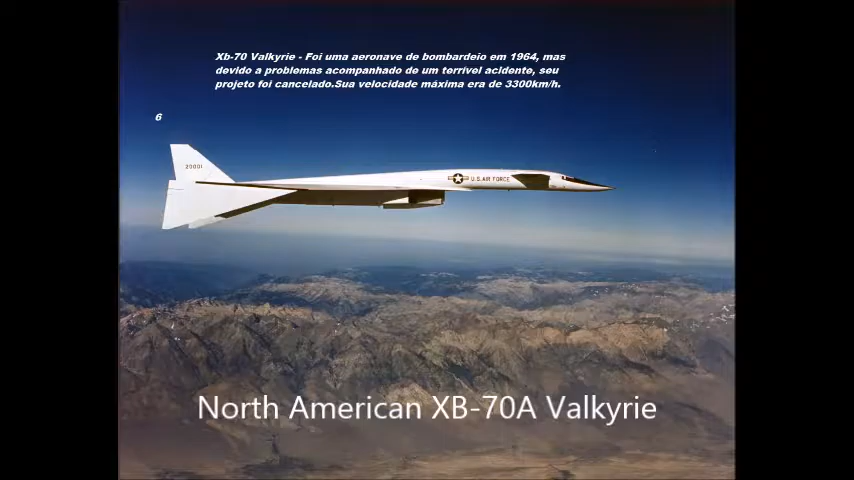 Xb-70 Valkyrie - Foi uma aeronave de bombardeio em 1964, mas
devido a problemas acompanhado de um terrível acidente, seu
projeto foi cancelado.Sua velocidade máxima era de 3300km/h.
6
20001
U.S. AIR FORCE
North American XB-70A Valkyrie